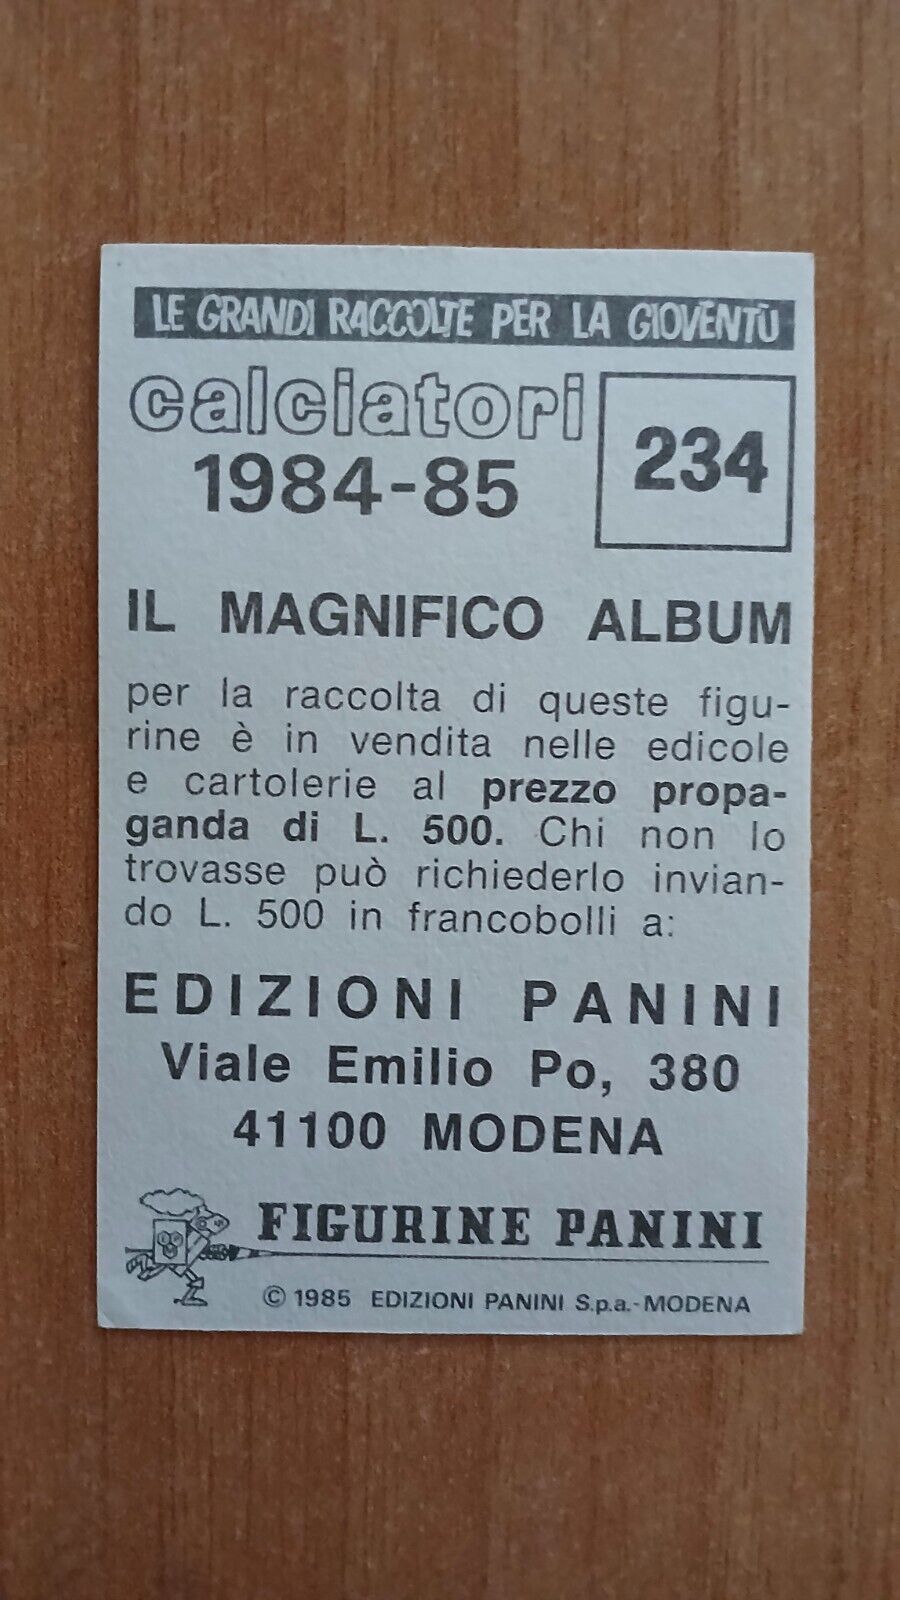 LE GRANDI RACCOLTE PER LA GIOVENTÙ
calciatori
1984-85
234
IL MAGNIFICO ALBUM
per la raccolta di queste figu-
rine è in vendita nelle edicole
e cartolerie al prezzo propa-
ganda di L. 500. Chi non lo
trovasse può richiederlo invian-
do L. 500 in francobolli a:
EDIZIONI PANINI
Viale Emilio Po, 380
41100 MODENA
FIGURINE PANINI
© 1985 EDIZIONI PANINI S.p.a.-MODENA